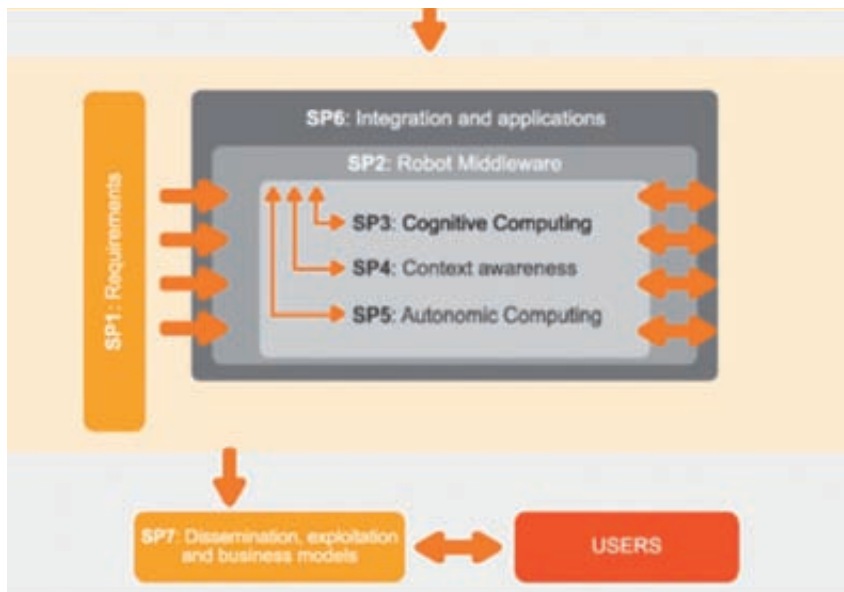 SP6: Integration and applications
SP2: Robot Middleware
SP1: Requirements
SP3: Cognitive Computing
SP4: Context awareness
SP5: Autonomic Computing
SP7: Dissemination, exploitation
and business models
USERS